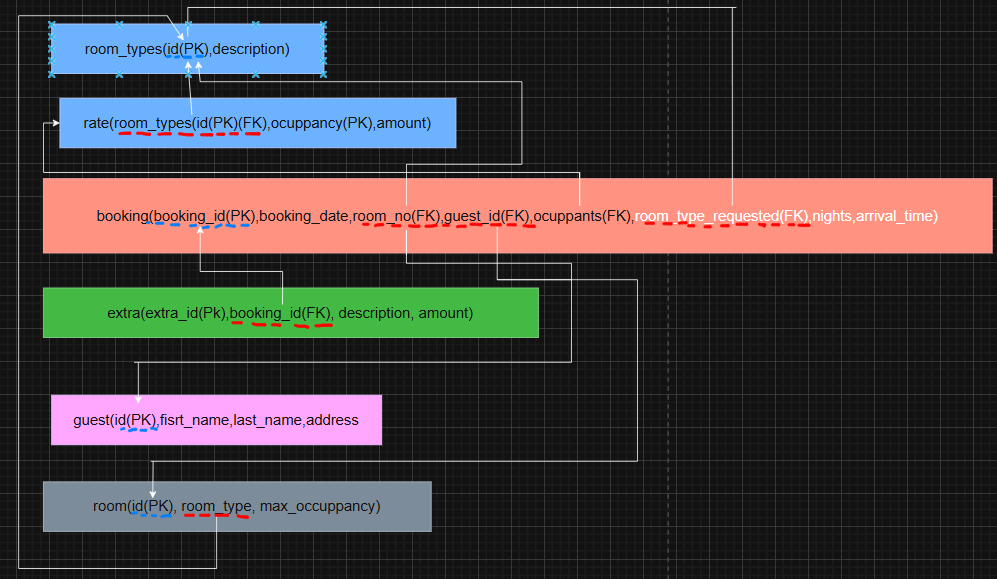 room_types(id(PK),description)
rate(room_types(id(PK)(FK),ocuppancy(PK),amount)
booking(booking_id(PK),booking_date,room_no(FK),guest_id(FK),ocuppants(FK),room_type_requested(FK),nights,arrival_time)
extra(extra_id(Pk),booking_id(FK), description, amount)
guest(id(PK),fisrt_name,last_name,address
room(id(PK), room_type, max_occuppancy)